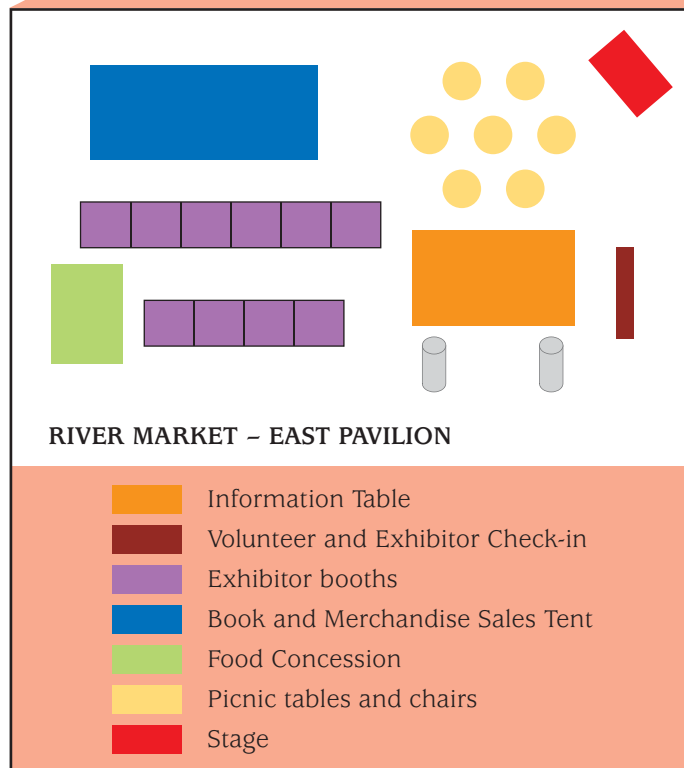 RIVER MARKET – EAST PAVILION
Information Table
Volunteer and Exhibitor Check-in
Exhibitor booths
Book and Merchandise Sales Tent
Food Concession
Picnic tables and chairs
Stage